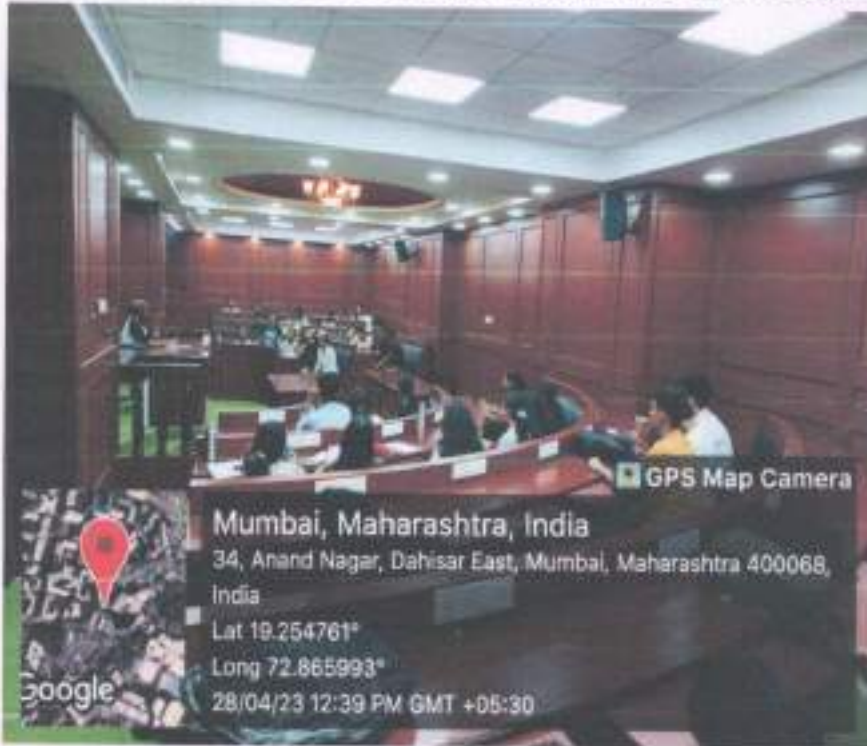 GPS Map Camera
Mumbai, Maharashtra, India
34, Anand Nagar, Dahisar East, Mumbai, Maharashtra 400068,
India
Lat 19.254761°
Long 72.865993°
28/04/23 12:39 PM GMT +05:30
Google